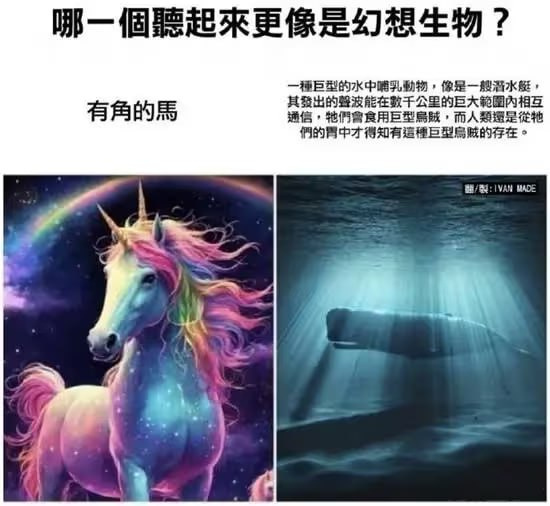 哪一個聽起來更像是幻想生物？
有角的馬
一種巨型的水中哺乳動物，像是一艘潛水艇，
其發出的聲波能在數千公里的巨大範圍內相互
通信，牠們會食用巨型烏賊，而人類還是從牠
們的胃中才得知有這種巨型烏賊的存在。
翻/製:IVAN MADE